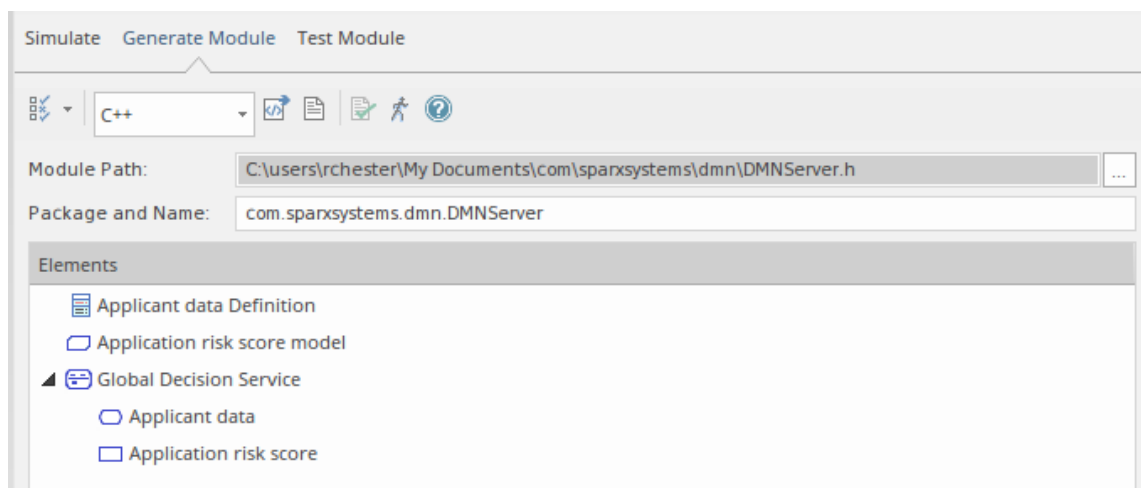 Simulate Generate Module Test Module
C++
Module Path: C:\users\rchester\My Documents\com\sparxsystems\dmn\DMNServer.h ...
Package and Name: com.sparxsystems.dmn.DMNServer
Elements
Applicant data Definition
Application risk score model
Global Decision Service
Applicant data
Application risk score